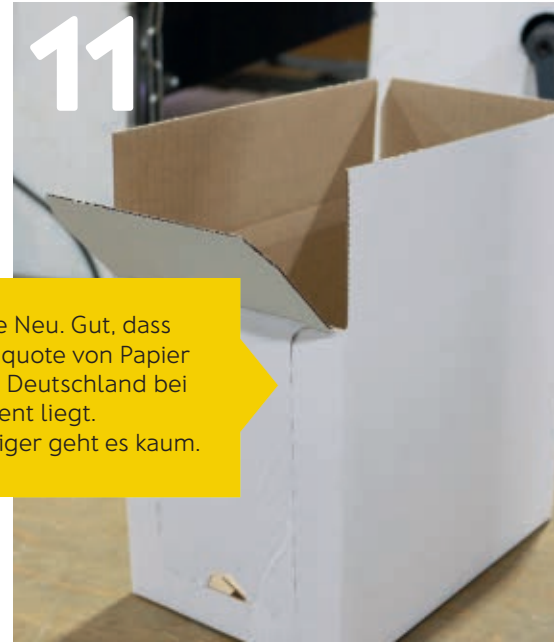 11
e Neu. Gut, dass
quote von Papier
Deutschland bei
ent liegt.
iger geht es kaum.